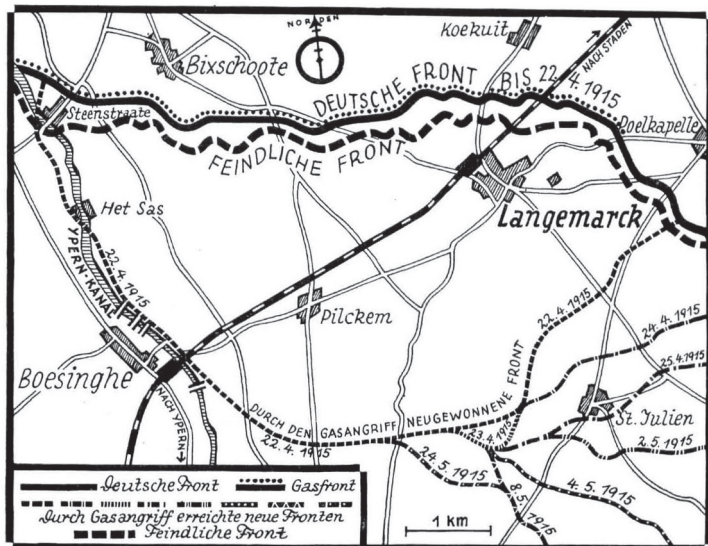 NORDEN
Koekuit
NACH STADEN
Bixschoote
DEUTSCHE FRONT BIS 22.4.1915
Steenstraate
Poelkapelle
FEINDLICHE FRONT
Langemarck
Het Sas
YPERN-KANAL
22.4.1915
22.4.1915
24.4.1915
Pilckem
25.4.1915
Boesinghe
NACH YPERN
DURCH DEN GASANGRIFF NEUGEWONNENE FRONT
22.4.1915
23.4.1915
St. Julien
2.5.1915
24.5.1915
4.5.1915
8.5.1915
Deutsche Front
Gasfront
Durch Gasangriff erreichte neue Fronten
Feindliche Front
1 km